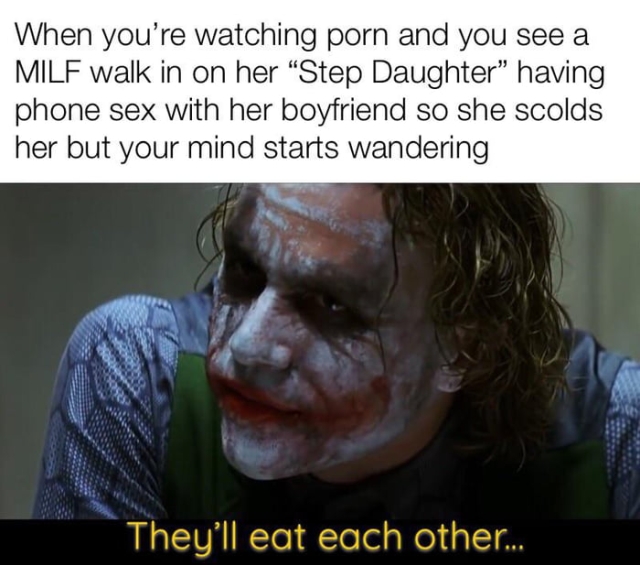 When you’re watching porn and you see a
MILF walk in on her “Step Daughter” having
phone sex with her boyfriend so she scolds
her but your mind starts wandering
They’ll eat each other...